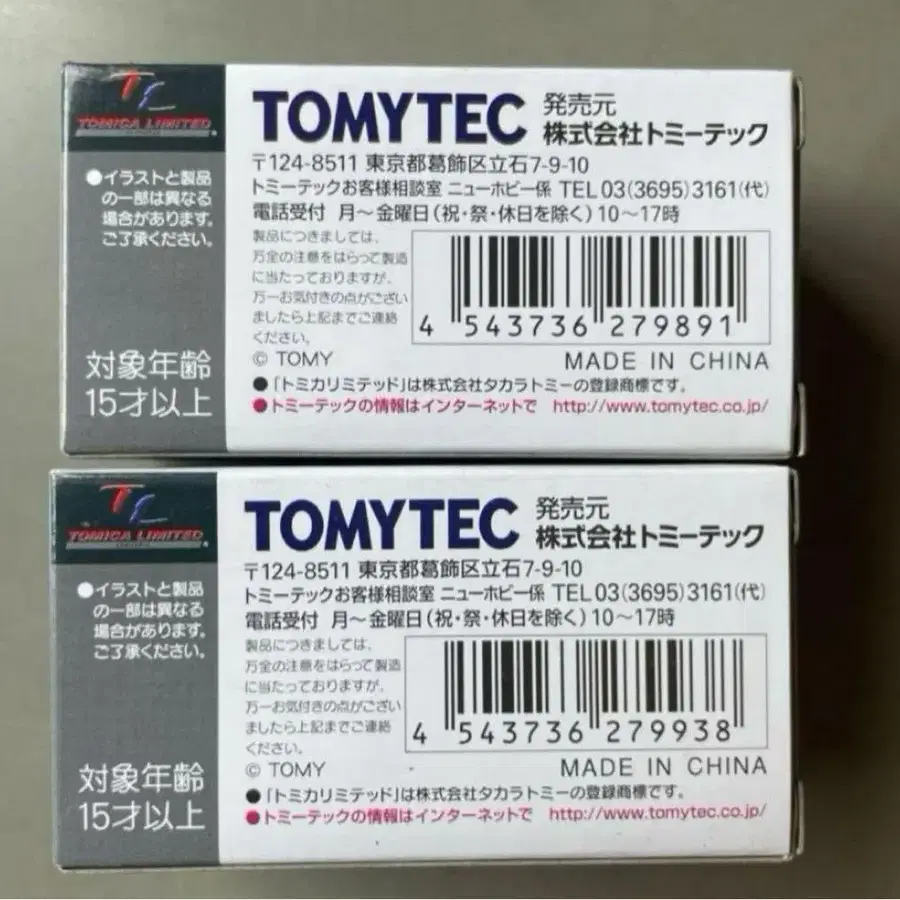 TOMICA LIMITED
●イラストと製品
の一部は異なる
場合があります。
ご了承ください。
対象年齢
15才以上
TOMYTEC
発売元
株式会社トミーテック
〒124-8511 東京都葛飾区立石7-9-10
トミーテックお客様相談室 ニューホビー係 TEL 03(3695)3161(代)
電話受付 月～金曜日(祝・祭・休日を除く)10～17時
製品につきましては、
万全の注意をはらって製造
に当たっておりますが、
万一お気付きの点がござい
ましたら上記までご連絡
ください。
4 543736 279891
© TOMY
MADE IN CHINA
●「トミカリミテッド」は株式会社タカラトミーの登録商標です。
●トミーテックの情報はインターネットで http://www.tomytec.co.jp/
TOMICA LIMITED
●イラストと製品
の一部は異なる
場合があります。
ご了承ください。
対象年齢
15才以上
TOMYTEC
発売元
株式会社トミーテック
〒124-8511 東京都葛飾区立石7-9-10
トミーテックお客様相談室 ニューホビー係 TEL 03(3695)3161(代)
電話受付 月～金曜日(祝・祭・休日を除く)10～17時
製品につきましては、
万全の注意をはらって製造
に当たっておりますが、
万一お気付きの点がござい
ましたら上記までご連絡
ください。
4 543736 279938
© TOMY
MADE IN CHINA
●「トミカリミテッド」は株式会社タカラトミーの登録商標です。
●トミーテックの情報はインターネットで http://www.tomytec.co.jp/